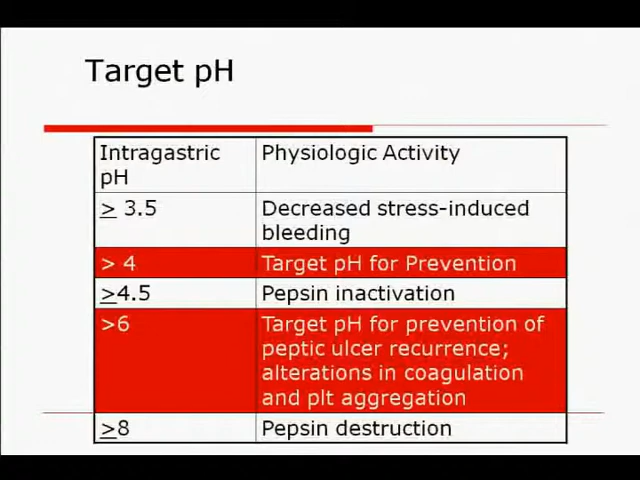 Target pH
Intragastric pH
Physiologic Activity
≥ 3.5
Decreased stress-induced
bleeding
> 4
Target pH for Prevention
≥4.5
Pepsin inactivation
>6
Target pH for prevention of
peptic ulcer recurrence;
alterations in coagulation
and plt aggregation
≥8
Pepsin destruction